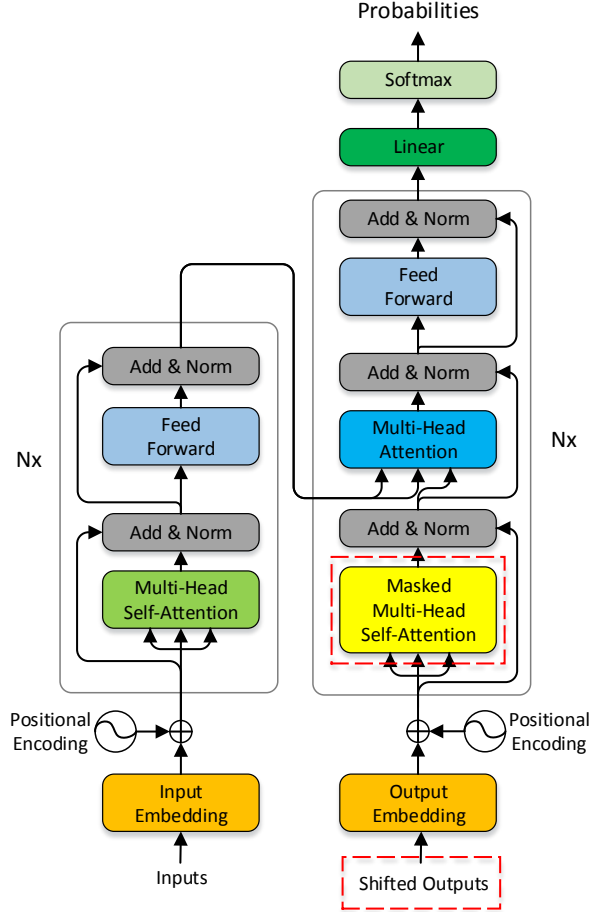 Probabilities
Softmax
Linear
Add & Norm
Feed
Forward
Add & Norm
Multi-Head
Attention
Nx
Add & Norm
Masked
Multi-Head
Self-Attention
Positional
Encoding
Output
Embedding
Shifted Outputs
Add & Norm
Feed
Forward
Nx
Add & Norm
Multi-Head
Self-Attention
Positional
Encoding
Input
Embedding
Inputs